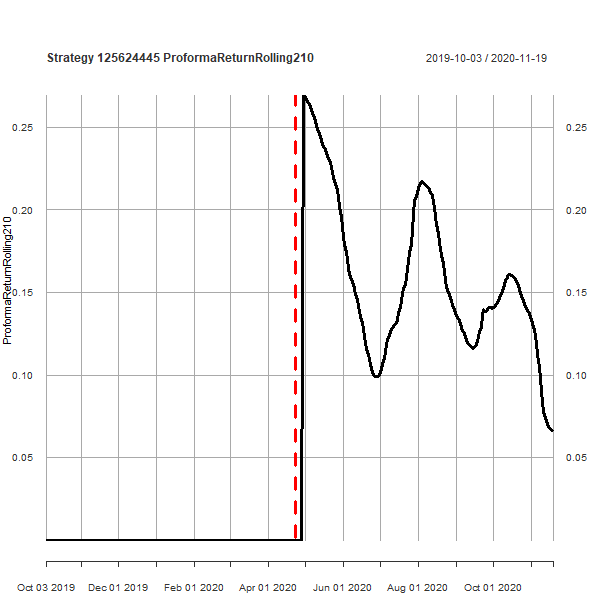 Strategy 125624445 ProformaReturnRolling210 2019-10-03 / 2020-11-19
0.25 0.25
0.20 0.20
ProformaReturnRolling210
0.15 0.15
0.10 0.10
0.05 0.05
Oct 03 2019 Dec 01 2019 Feb 01 2020 Apr 01 2020 Jun 01 2020 Aug 01 2020 Oct 01 2020